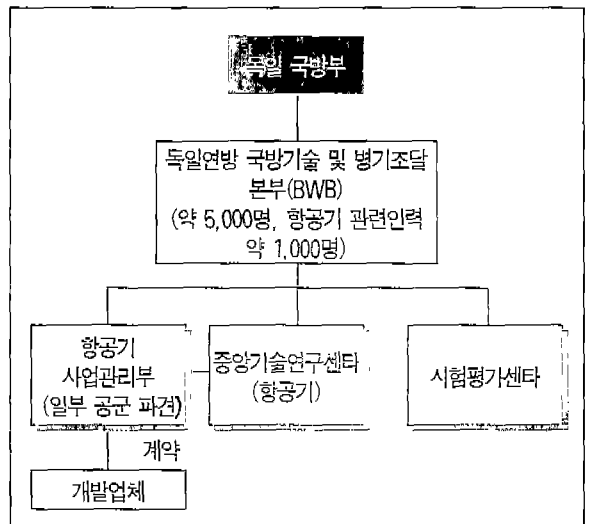 독일 국방부
독일연방 국방기술 및 병기조달
본부(BWB)
(약 5,000명, 항공기 관련인력
약 1,000명)
항공기
사업관리부
(일부 공군 파견)
중앙기술연구센타
(항공기)
시험평가센타
계약
개발업체